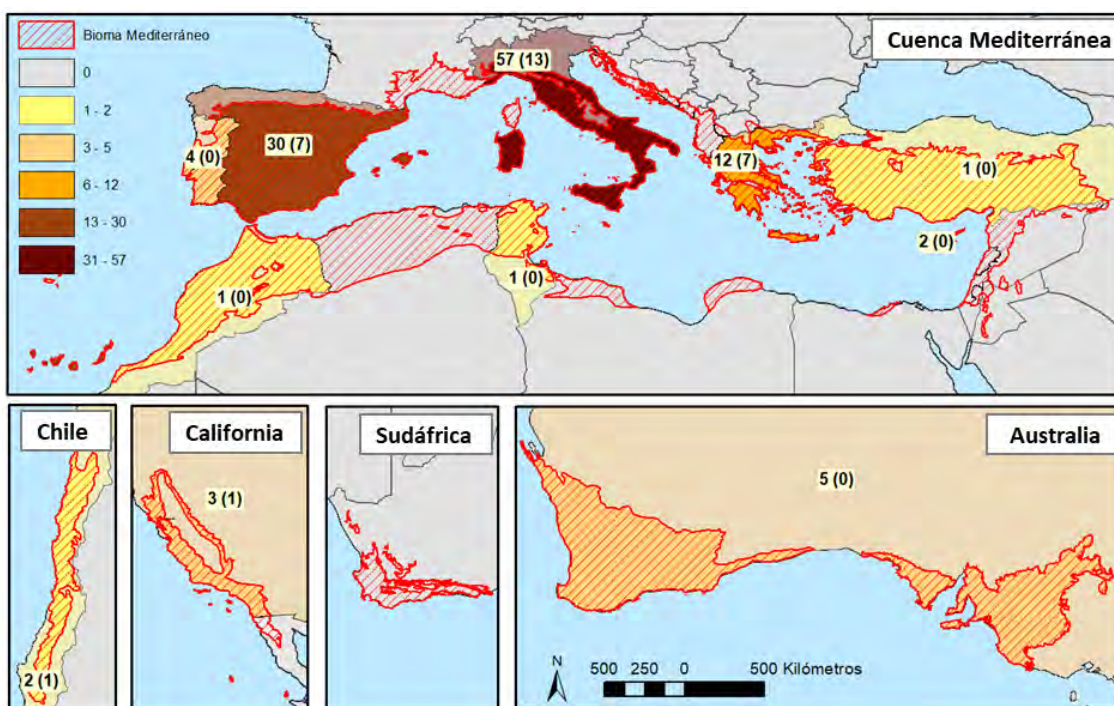 Bioma Mediterráneo
0
1 - 2
3 - 5
6 - 12
13 - 30
31 - 57
Cuenca Mediterránea
57 (13)
4 (0)
30 (7)
12 (7)
1 (0)
2 (0)
1 (0)
1 (0)
Chile
2 (1)
California
3 (1)
Sudáfrica
Australia
5 (0)
N
500 250 0 500 Kilómetros